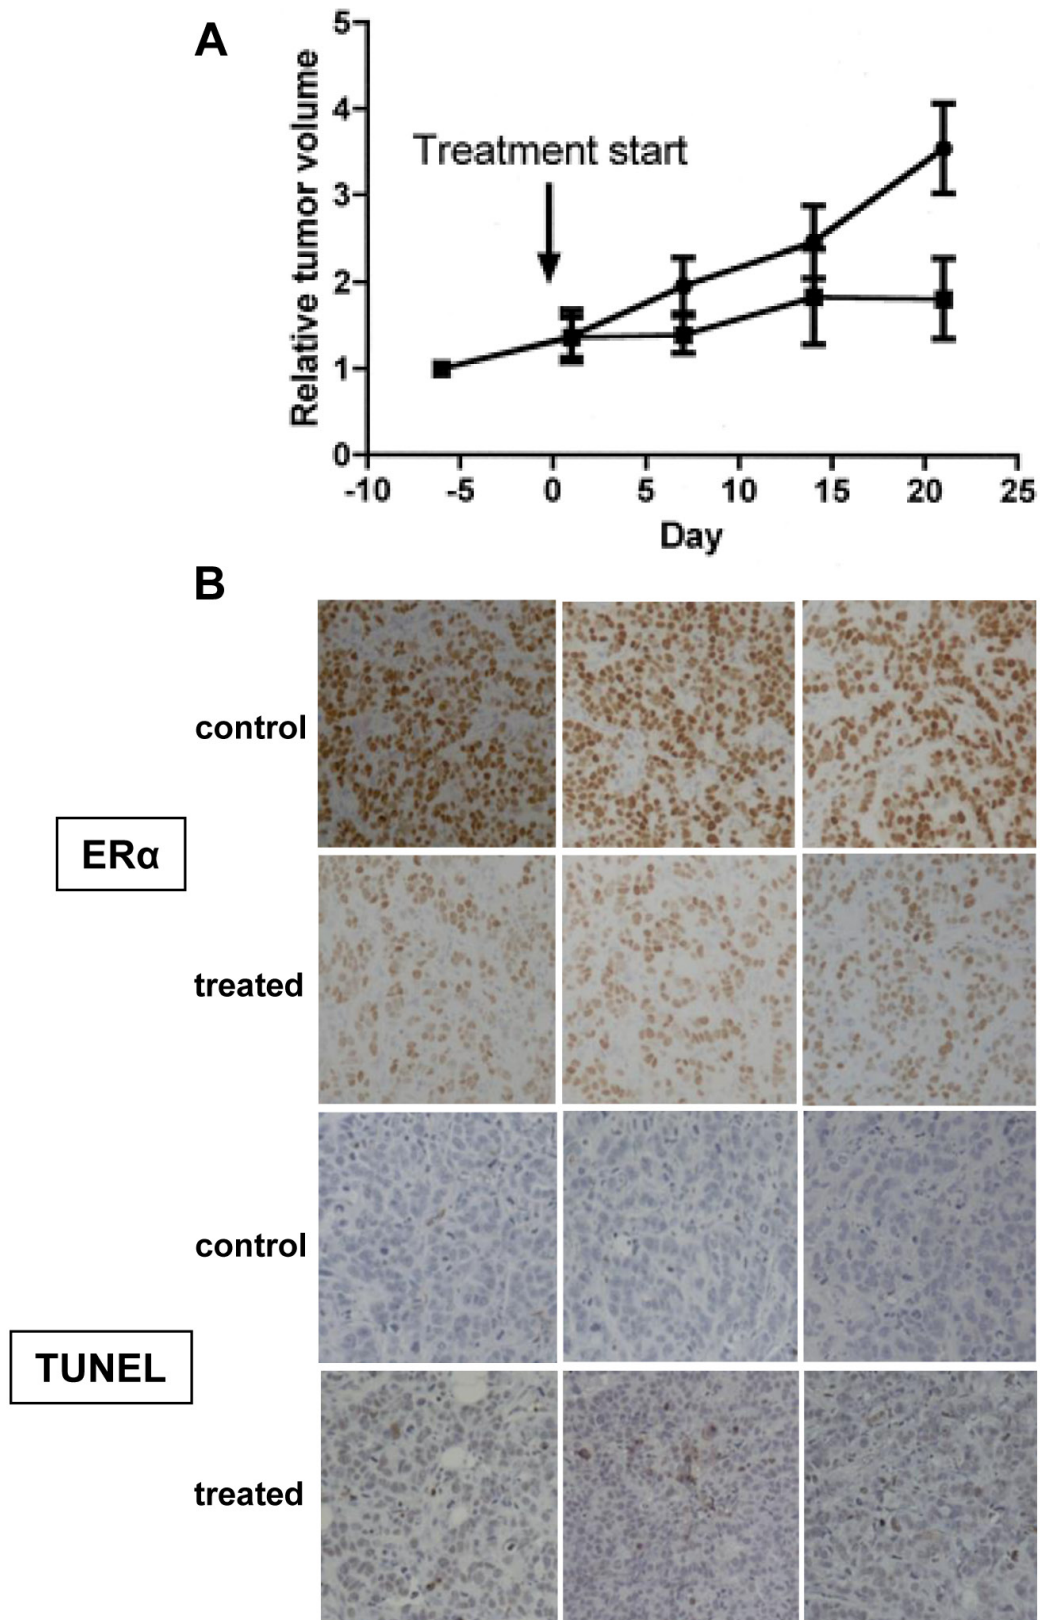 A
5
4
3
2
1
0
Relative tumor volume
Treatment start
-10 -5 0 5 10 15 20 25
Day
B
control
ERα
treated
control
TUNEL
treated